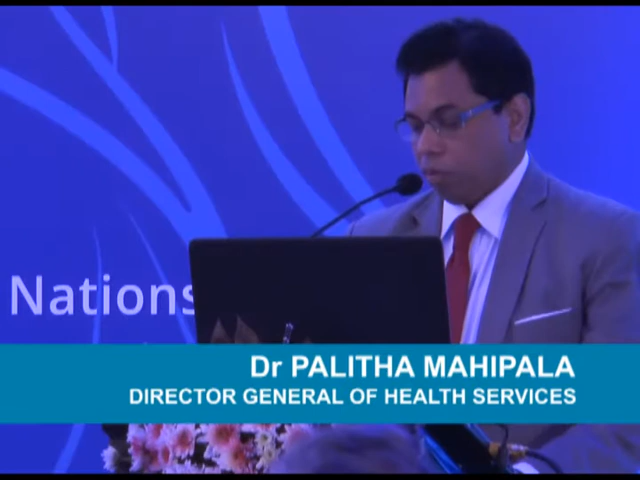 Nations
Dr PALITHA MAHIPALA
DIRECTOR GENERAL OF HEALTH SERVICES